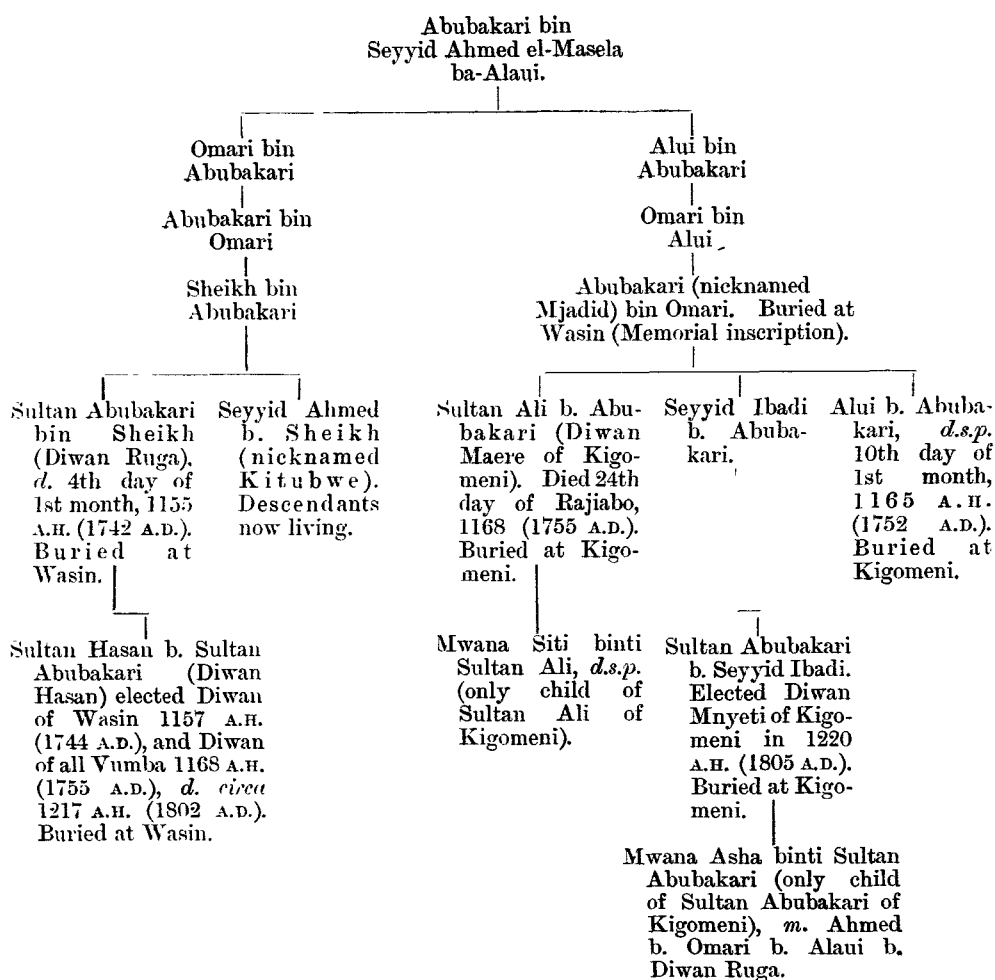 Abubakari bin
Seyyid Ahmed el-Masela
ba-Alaui.
Omari bin
Abubakari
Abubakari bin
Omari
Sheikh bin
Abubakari
Alui bin
Abubakari
Omari bin
Alui
Abubakari (nicknamed
Mjadid) bin Omari. Buried at
Wasin (Memorial inscription).
Sultan Abubakari
bin Sheikh
(Diwan Ruga).
d. 4th day of
1st month, 1155
A.H. (1742 A.D.).
Buried at
Wasin.
Seyyid Ahmed
b. Sheikh
(nicknamed
Kitubwe).
Descendants
now living.
Sultan Ali b. Abu-
bakari (Diwan
Maere of Kigo-
meni). Died 24th
day of Rajiabo,
1168 (1755 A.D.).
Buried at Kigo-
meni.
Seyyid Ibadi
b. Abuba-
kari.
Alui b. Abuba-
kari, d.s.p.
10th day of
1st month,
1165 A.H.
(1752 A.D.).
Buried at
Kigomeni.
Sultan Hasan b. Sultan
Abubakari (Diwan
Hasan) elected Diwan
of Wasin 1157 A.H.
(1744 A.D.), and Diwan
of all Vumba 1168 A.H.
(1755 A.D.), d. circa
1217 A.H. (1802 A.D.).
Buried at Wasin.
Mwana Siti binti
Sultan Ali, d.s.p.
(only child of
Sultan Ali of
Kigomeni).
Sultan Abubakari
b. Seyyid Ibadi.
Elected Diwan
Mnyeti of Kigo-
meni in 1220
A.H. (1805 A.D.).
Buried at Kigo-
meni.
Mwana Asha binti Sultan
Abubakari (only child
of Sultan Abubakari of
Kigomeni), m. Ahmed
b. Omari b. Alaui b.
Diwan Ruga.